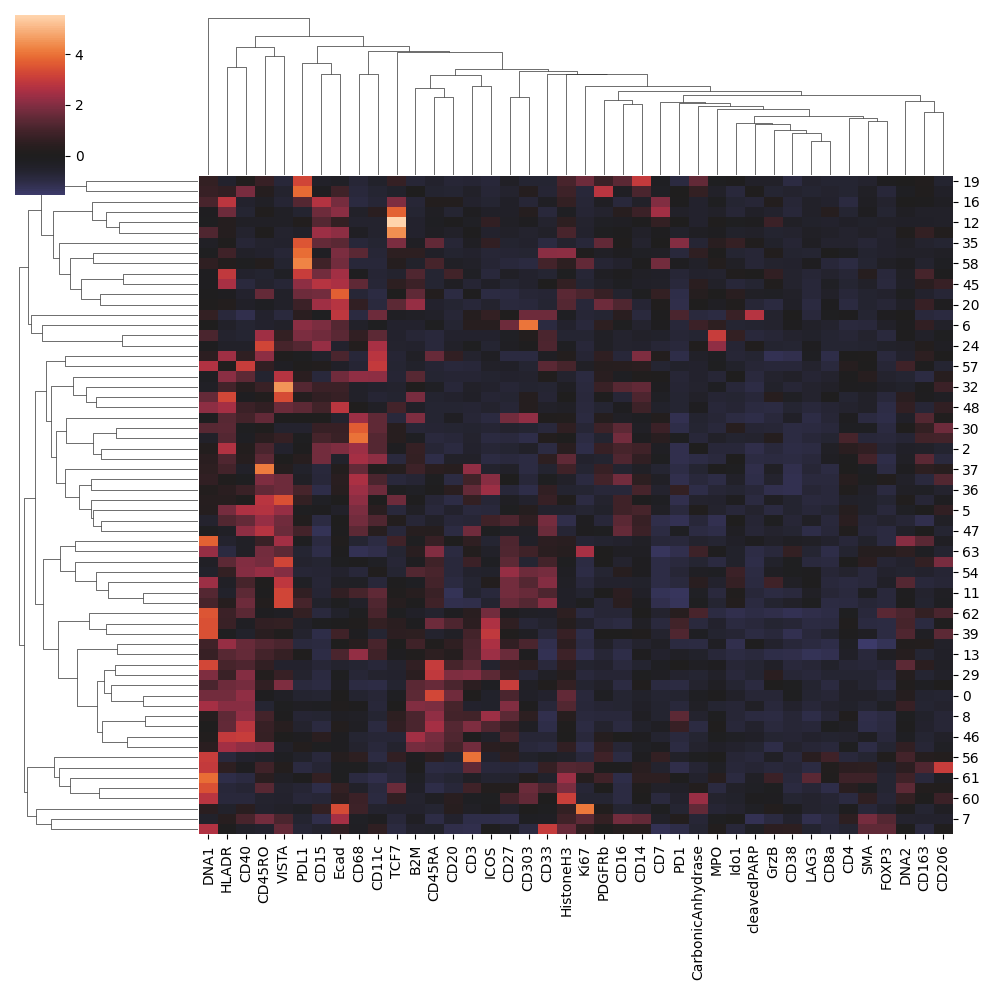 4
2
0
19
16
12
35
58
45
20
6
24
57
32
48
30
2
37
36
5
47
63
54
11
62
39
13
29
0
8
46
56
61
60
7
DNA1
HLADR
CD40
CD45RO
VISTA
PDL1
CD15
Ecad
CD68
CD11c
TCF7
B2M
CD45RA
CD20
CD3
ICOS
CD27
CD303
CD33
HistoneH3
Ki67
PDGFRb
CD16
CD14
CD7
PD1
CarbonicAnhydrase
MPO
Ido1
cleavedPARP
GrzB
CD38
LAG3
CD8a
CD4
SMA
FOXP3
DNA2
CD163
CD206